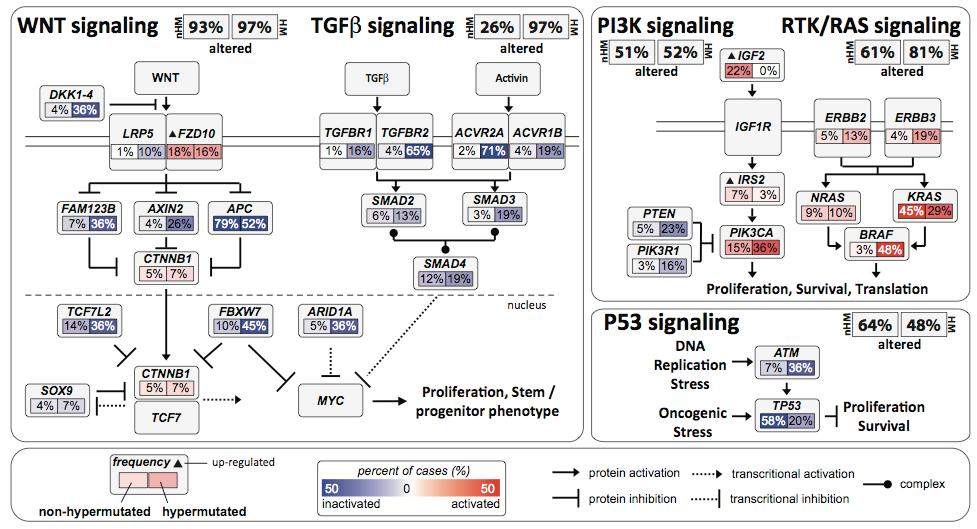 WNT signaling
nHM 93% 97% HM
altered
TGFβ signaling
nHM 26% 97% HM
altered
WNT
TGFβ
Activin
DKK1-4
4% 36%
LRP5
1% 10%
▲FZD10
18% 16%
TGFBR1
1% 16%
TGFBR2
4% 65%
ACVR2A
2% 71%
ACVR1B
4% 19%
FAM123B
7% 36%
AXIN2
4% 26%
APC
79% 52%
SMAD2
6% 13%
SMAD3
3% 19%
CTNNB1
5% 7%
SMAD4
12% 19%
nucleus
TCF7L2
14% 36%
FBXW7
10% 45%
ARID1A
5% 36%
SOX9
4% 7%
CTNNB1
5% 7%
TCF7
MYC
Proliferation, Stem /
progenitor phenotype
PI3K signaling
nHM 51% 52% HM
altered
RTK/RAS signaling
nHM 61% 81% HM
altered
▲IGF2
22% 0%
IGF1R
▲IRS2
7% 3%
PTEN
5% 23%
PIK3R1
3% 16%
PIK3CA
15% 36%
ERBB2
5% 13%
ERBB3
4% 19%
NRAS
9% 10%
KRAS
45% 29%
BRAF
3% 48%
Proliferation, Survival, Translation
P53 signaling
nHM 64% 48% HM
altered
DNA
Replication
Stress
ATM
7% 36%
Oncogenic
Stress
TP53
58% 20%
Proliferation
Survival
frequency ▲
up-regulated
non-hypermutated
hypermutated
percent of cases (%)
50 0 50
inactivated activated
protein activation
transcritional activation
protein inhibition
transcritional inhibition
complex